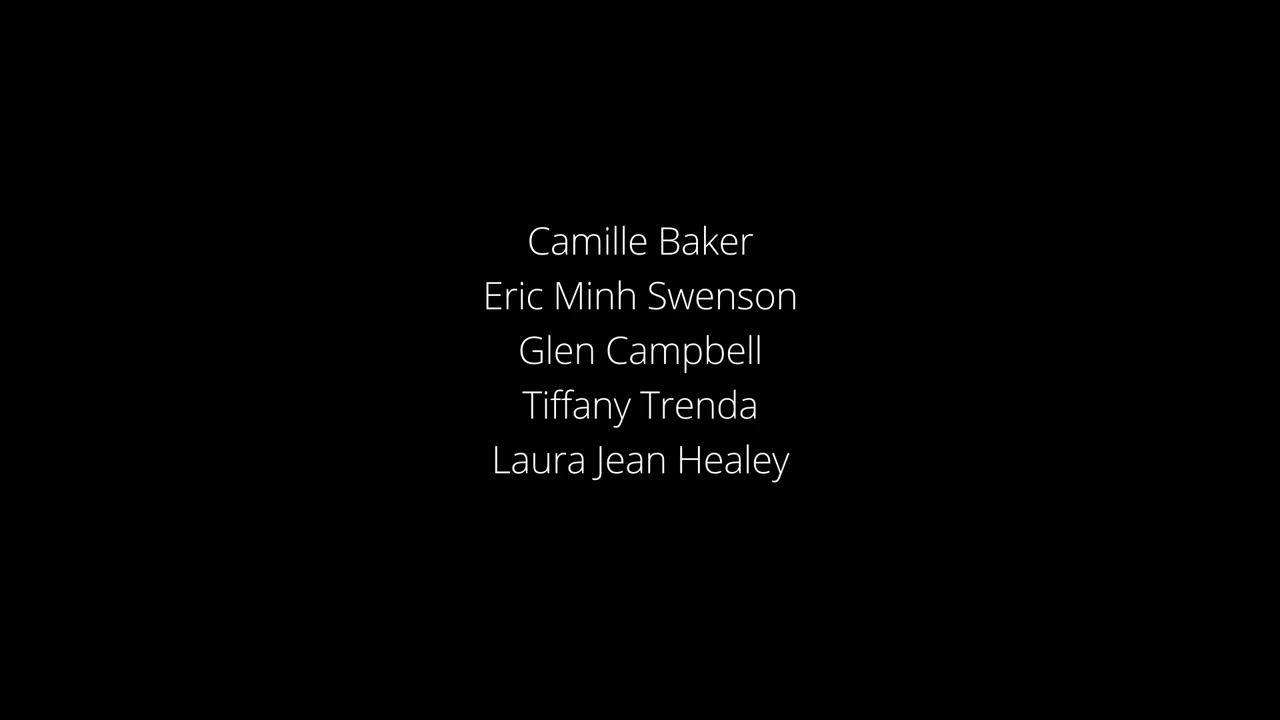 Camille Baker
Eric Minh Swenson
Glen Campbell
Tiffany Trenda
Laura Jean Healey